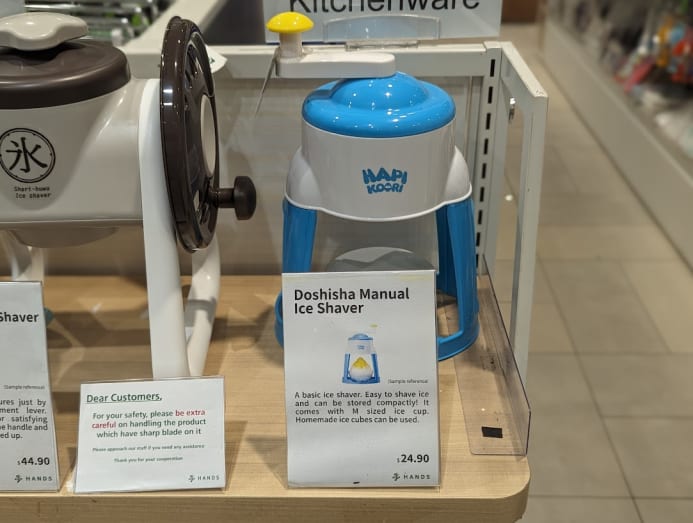 Kitchenware
氷
Shari-huwa
Ice shaver
HAPI
KOORI
Shaver
(Sample reference)
ures just by
ment lever.
or satisfying
he handle and
ed up.
$44.90
HANDS
Dear Customers,
For your safety, please be extra
careful on handling the product
which have sharp blade on it
Please approach our staff if you need any assistance
Thank you for your cooperation
HANDS
Doshisha Manual
Ice Shaver
(Sample reference)
A basic ice shaver. Easy to shave ice
and can be stored compactly! It
comes with M sized ice cup.
Homemade ice cubes can be used.
$24.90
HANDS